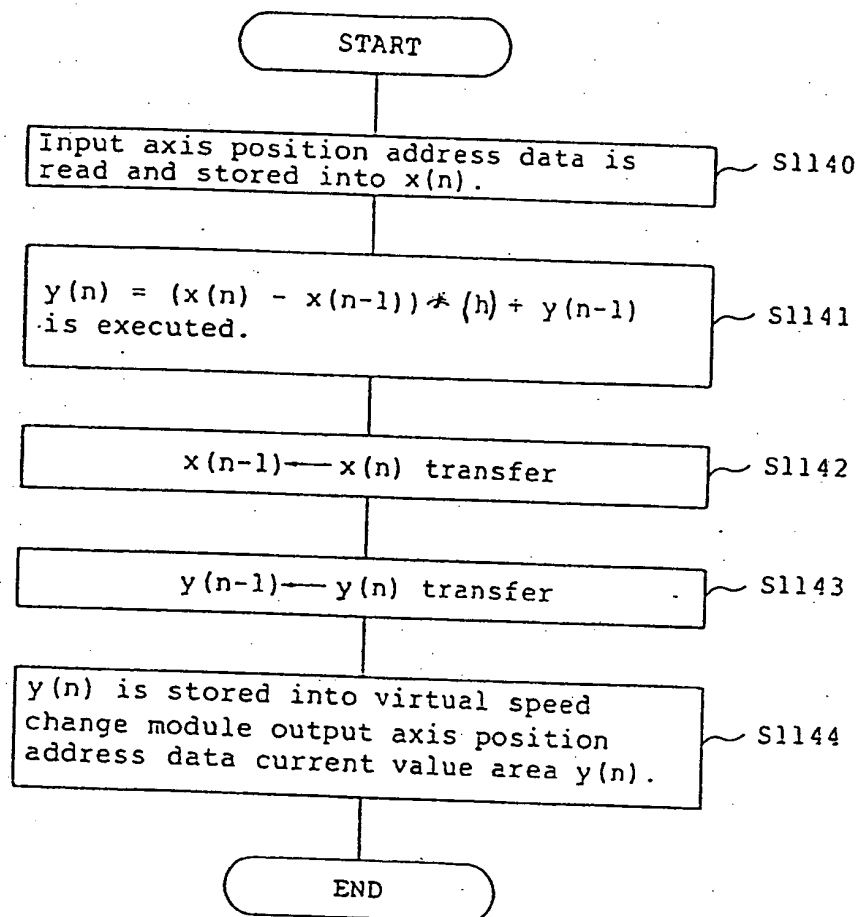 START
Input axis position address data is
read and stored into x(n).
S1140
y(n) = (x(n) - x(n-1)) * (h) + y(n-1)
is executed.
S1141
x(n-1) ← x(n) transfer
S1142
y(n-1) ← y(n) transfer
S1143
y(n) is stored into virtual speed
change module output axis position
address data current value area y(n).
S1144
END